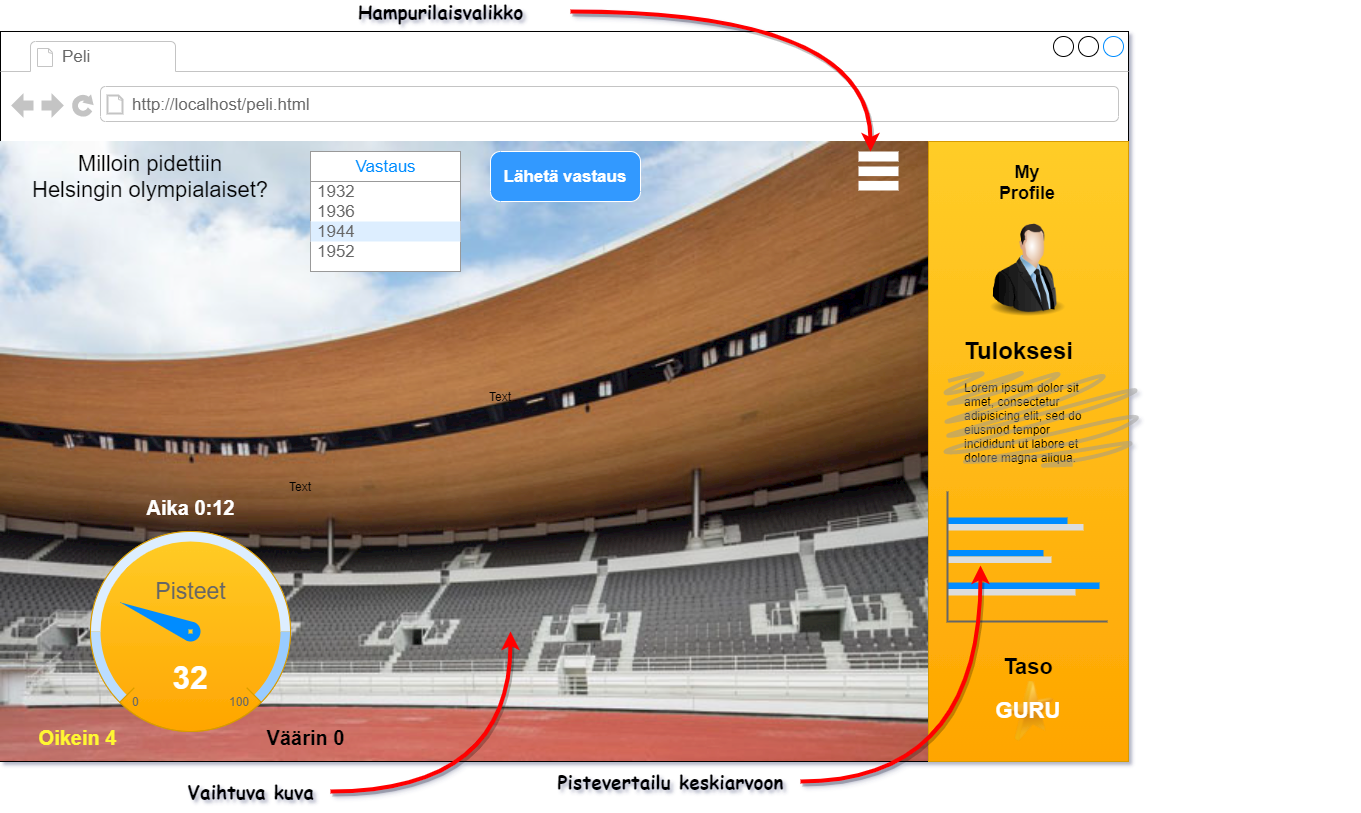 Hampurilaisvalikko
Peli
http://localhost/peli.html
Milloin pidettiin
Helsingin olympialaiset?
Vastaus
1932
1936
1944
1952
Lähetä vastaus
My
Profile
Tuloksesi
Lorem ipsum dolor sit
amet, consectetur
adipisicing elit, sed do
eiusmod tempor
incididunt ut labore et
dolore magna aliqua.
Text
Text
Aika 0:12
Pisteet
32
0
100
Oikein 4
Väärin 0
Taso
GURU
Vaihtuva kuva
Pistevertailu keskiarvoon